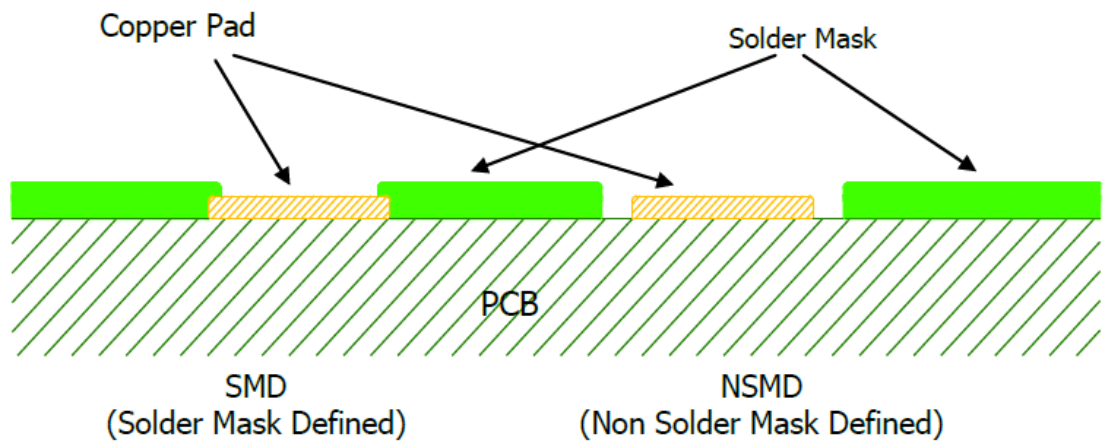 Copper Pad
Solder Mask
PCB
SMD
(Solder Mask Defined)
NSMD
(Non Solder Mask Defined)